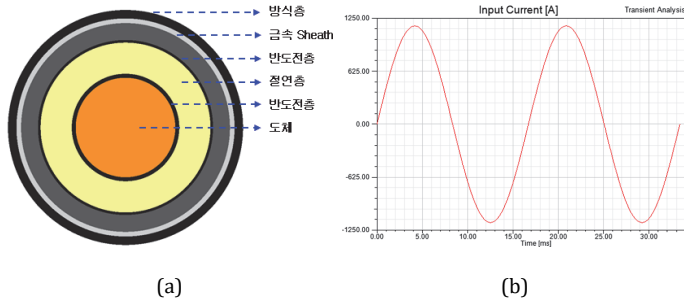 방식층
금속 Sheath
반도전층
절연층
반도전층
도체
(a)
Input Current [A]
Transient Analysis
1250.00
625.00
0.00
-625.00
-1250.00
0.00 5.00 10.00 15.00 20.00 25.00 30.00
Time [ms]
(b)